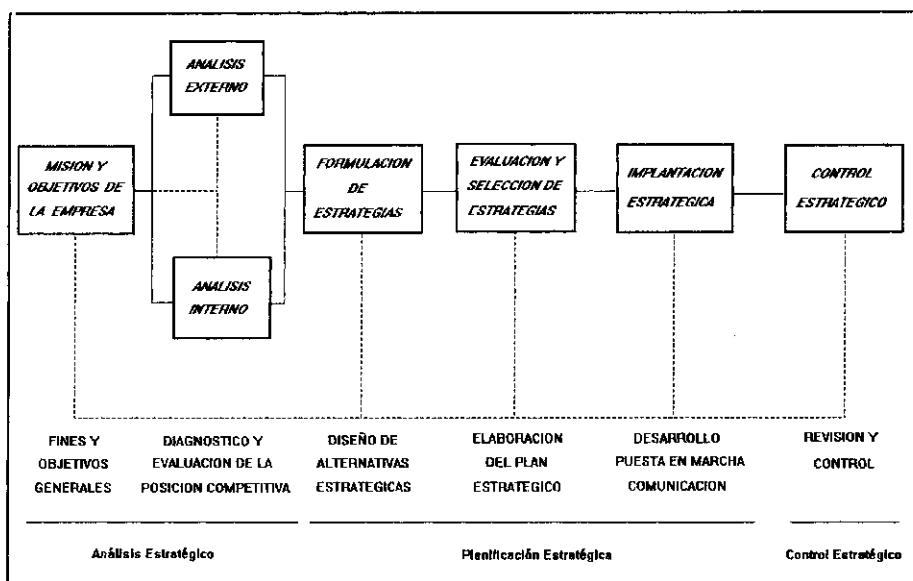 ANALISIS
EXTERNO
MISION Y
OBJETIVOS DE
LA EMPRESA
FORMULACION
DE
ESTRATEGIAS
EVALUACION Y
SELECCION DE
ESTRATEGIAS
IMPLANTACION
ESTRATEGICA
CONTROL
ESTRATEGICO
ANALISIS
INTERNO
FINES Y
OBJETIVOS
GENERALES
DIAGNOSTICO Y
EVALUACION DE LA
POSICION COMPETITIVA
DISEÑO DE
ALTERNATIVAS
ESTRATEGICAS
ELABORACION
DEL PLAN
ESTRATEGICO
DESARROLLO
PUESTA EN MARCHA
COMUNICACION
REVISION Y
CONTROL
Análisis Estratégico
Planificación Estratégica
Control Estratégico